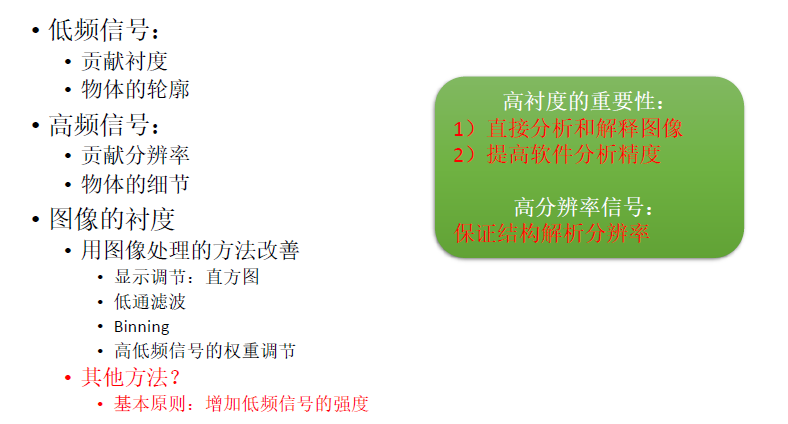 • 低频信号：
• 贡献衬度
• 物体的轮廓
• 高频信号：
• 贡献分辨率
• 物体的细节
• 图像的衬度
• 用图像处理的方法改善
• 显示调节：直方图
• 低通滤波
• Binning
• 高低频信号的权重调节
• 其他方法？
• 基本原则：增加低频信号的强度
高衬度的重要性：
1）直接分析和解释图像
2）提高软件分析精度
高分辨率信号：
保证结构解析分辨率